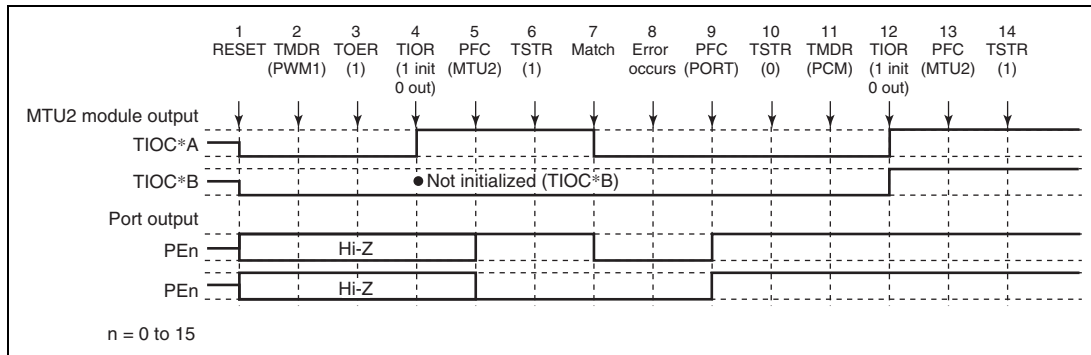 1 2 3 4 5 6 7 8 9 10 11 12 13 14
RESET TMDR TOER TIOR PFC TSTR Match Error PFC TSTR TMDR TIOR PFC TSTR
(PWM1) (1) (1 init (MTU2) (1) occurs (PORT) (0) (PCM) (1 init (MTU2) (1)
0 out) 0 out)
MTU2 module output
TIOC*A
TIOC*B
Not initialized (TIOC*B)
Port output
PEn
Hi-Z
PEn
Hi-Z
n = 0 to 15